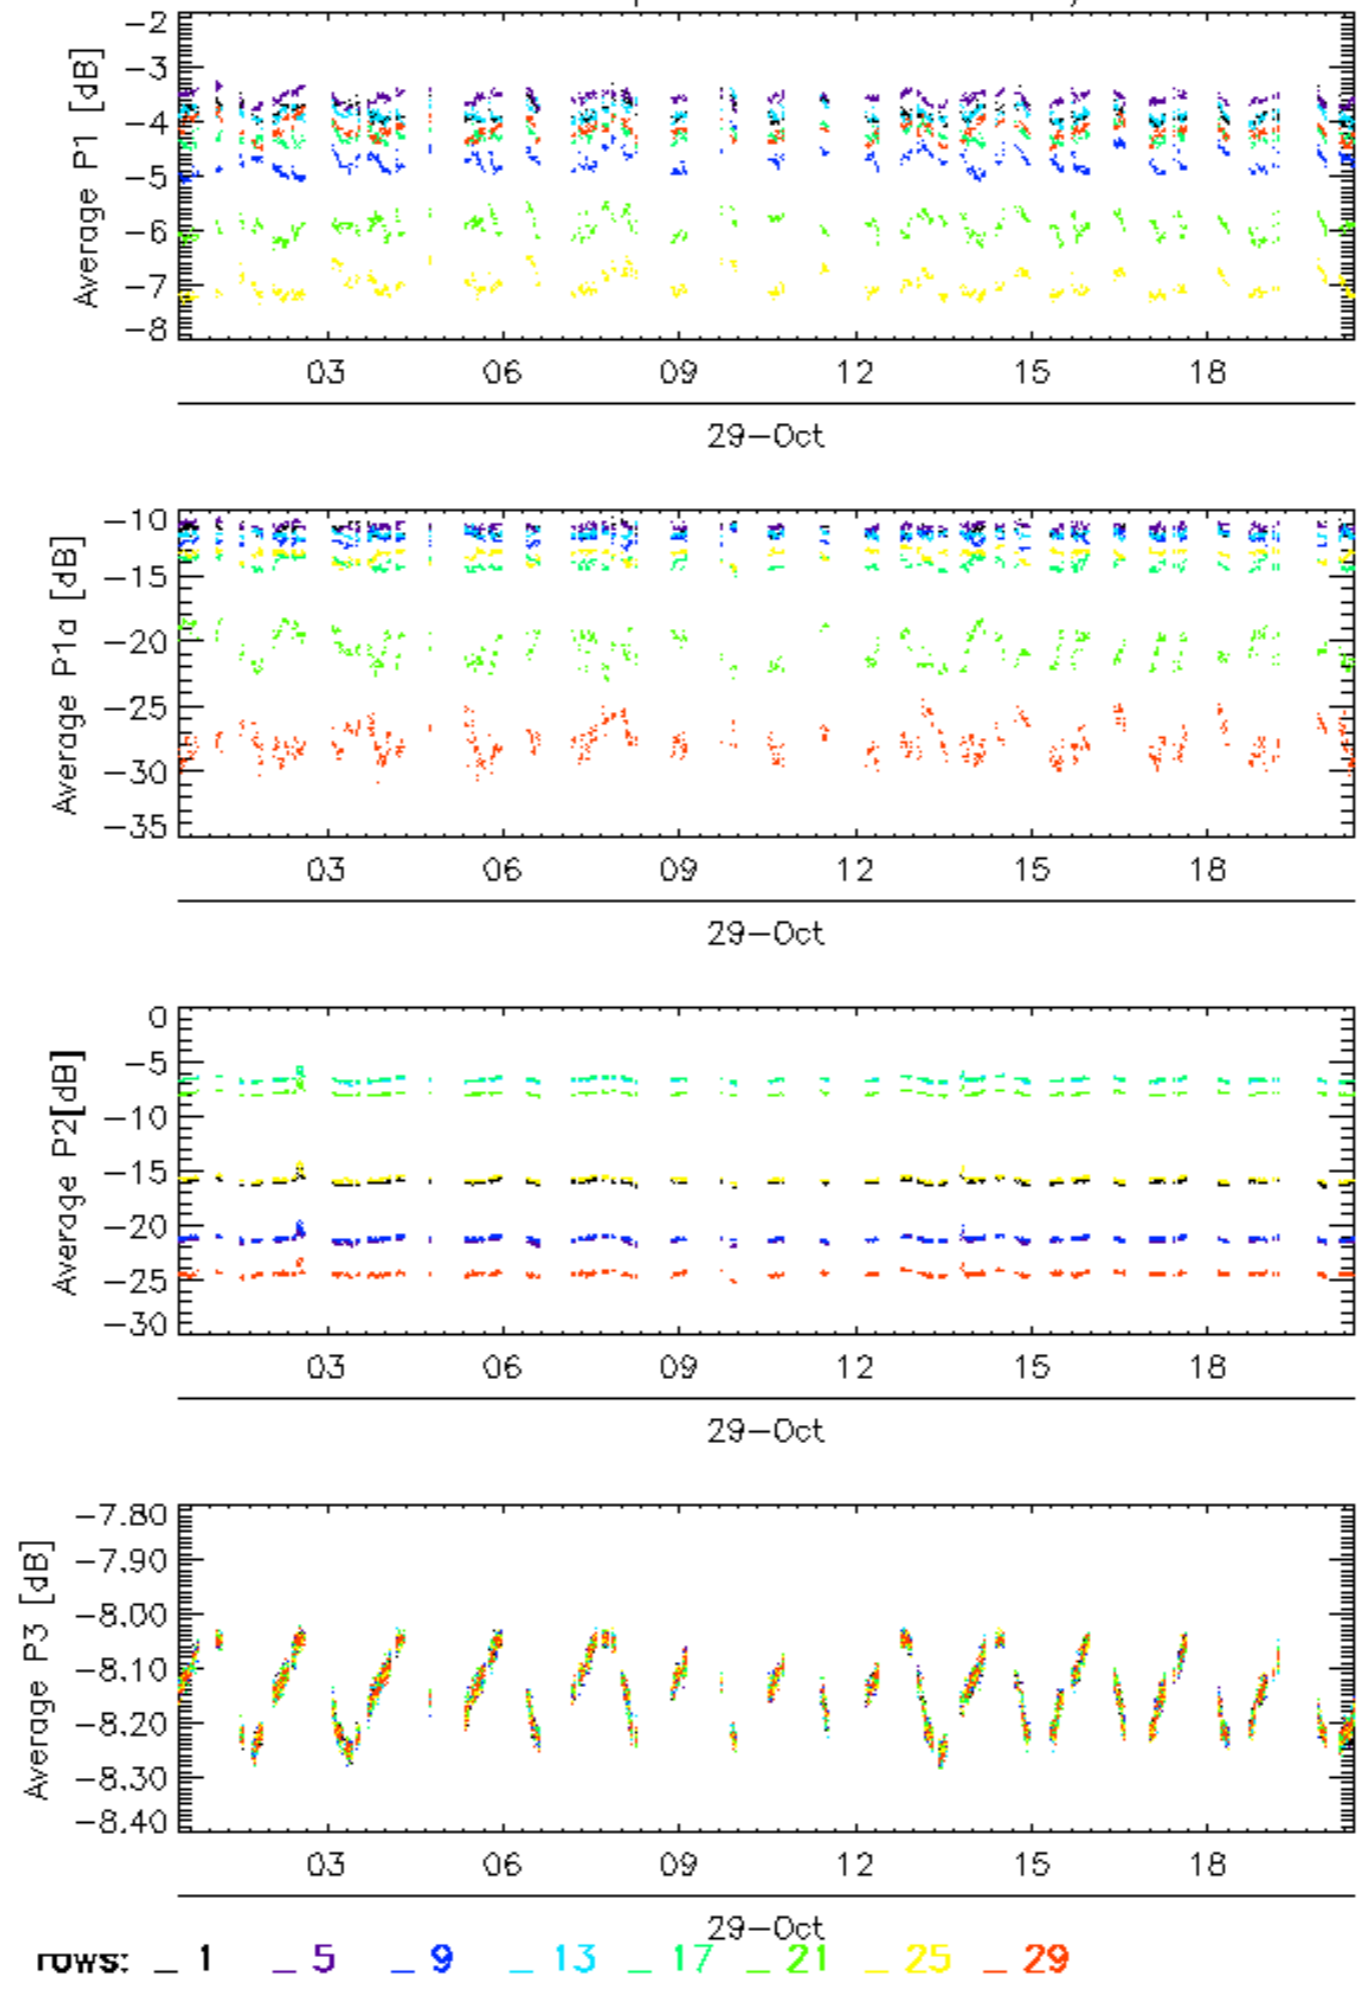 Average P1 [dB]
-2
-3
-4
-5
-6
-7
-8
03 06 09 12 15 18
29-Oct
Average P1a [dB]
-10
-15
-20
-25
-30
-35
03 06 09 12 15 18
29-Oct
Average P2[dB]
0
-5
-10
-15
-20
-25
-30
03 06 09 12 15 18
29-Oct
Average P3 [dB]
-7.80
-7.90
-8.00
-8.10
-8.20
-8.30
-8.40
03 06 09 12 15 18
29-Oct
rows: _ 1 _ 5 _ 9 _ 13 _ 17 _ 21 _ 25 _ 29